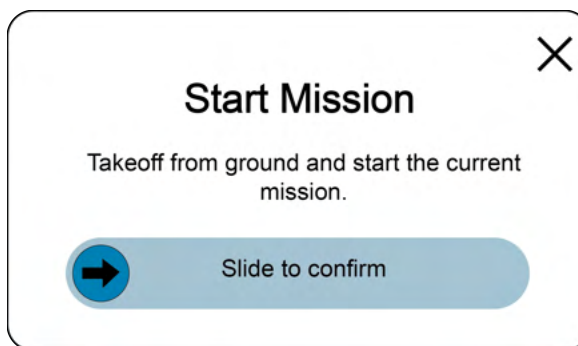 Start Mission
Takeoff from ground and start the current
mission.
Slide to confirm